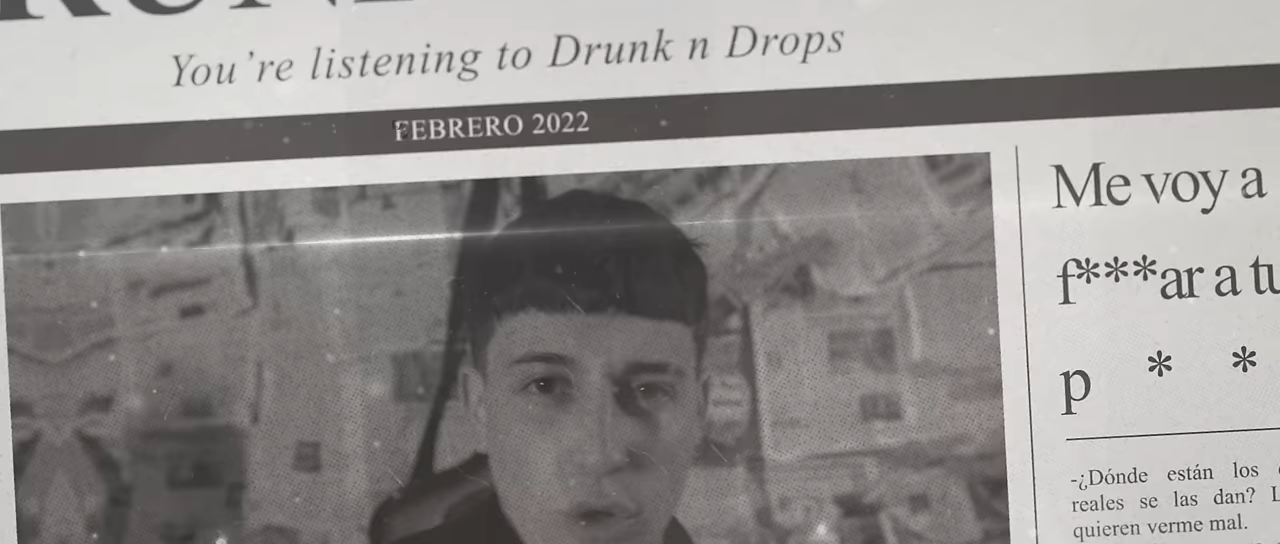 You're listening to Drunk n Drops
FEBRERO 2022
Me voy a
f***ar a tu
p * *
-¿Dónde están los
reales se las dan? L
quieren verme mal.